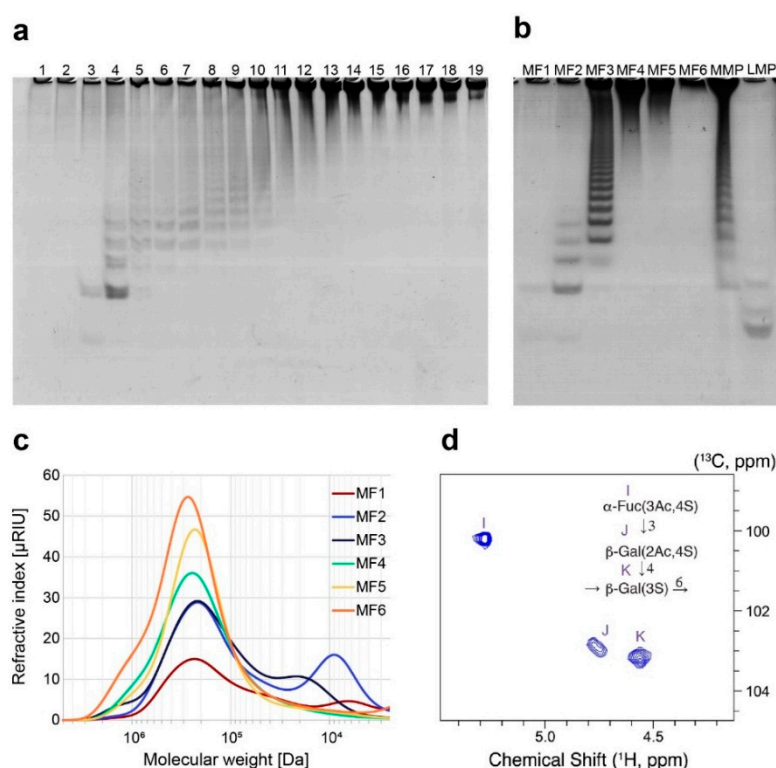 a
1 2 3 4 5 6 7 8 9 10 11 12 13 14 15 16 17 18 19
b
MF1 MF2 MF3 MF4 MF5 MF6 MMP LMP
c
Refractive index [µRIU]
60
50
40
30
20
10
0
10⁶ 10⁵ 10⁴
Molecular weight [Da]
MF1
MF2
MF3
MF4
MF5
MF6
d
(¹³C, ppm)
I
α-Fuc(3Ac,4S)
J ↓3
β-Gal(2Ac,4S)
K ↓4
→ β-Gal(3S) 6→
I
J
K
100
102
104
5.0 4.5
Chemical Shift (¹H, ppm)